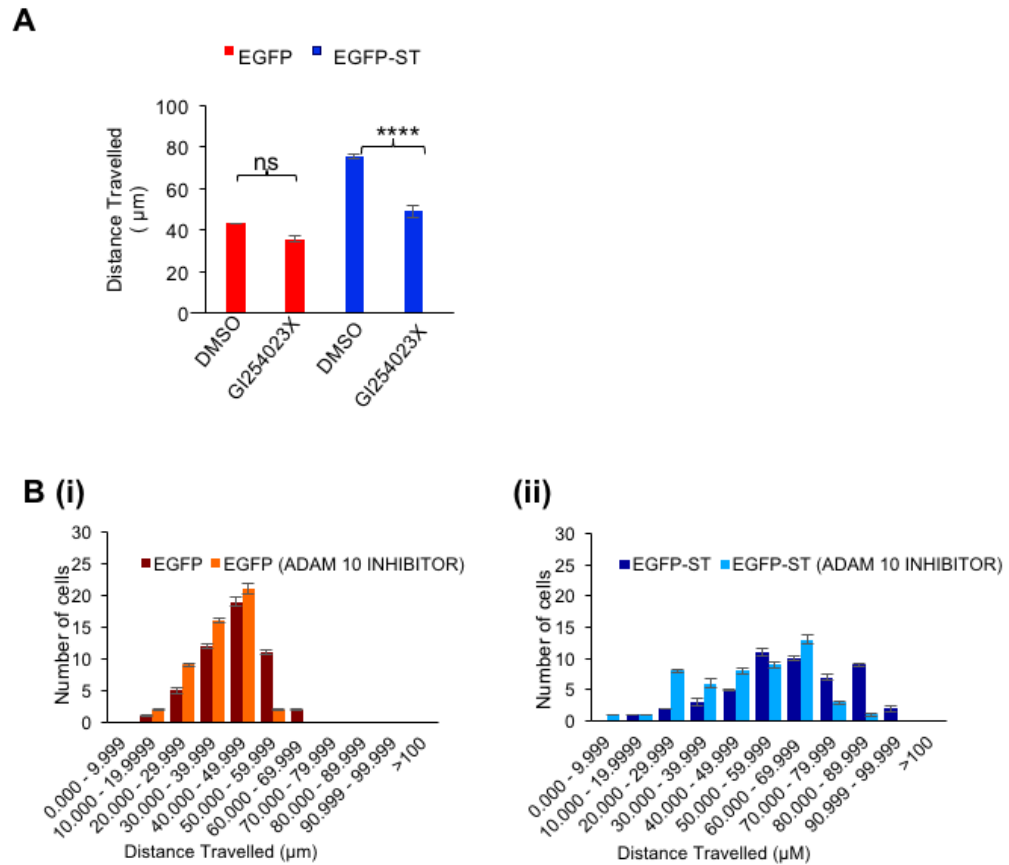 A
EGFP EGFP-ST
100
80
60
40
20
0
Distance Travelled
( µm)
ns
****
DMSO
GI254023X
DMSO
GI254023X
B (i)
30
25
20
15
10
5
0
Number of cells
EGFP EGFP (ADAM 10 INHIBITOR)
0.000 - 9.999
10.000 - 19.9999
20.000 - 29.999
30.000 - 39.999
40.000 - 49.999
50.000 - 59.999
60.000 - 69.999
70.000 - 79.999
80.000 - 89.999
90.999 - 99.999
>100
Distance Travelled (µm)
(ii)
30
25
20
15
10
5
0
Number of cells
EGFP-ST EGFP-ST (ADAM 10 INHIBITOR)
0.000 - 9.999
10.000 - 19.9999
20.000 - 29.999
30.000 - 39.999
40.000 - 49.999
50.000 - 59.999
60.000 - 69.999
70.000 - 79.999
80.000 - 89.999
90.999 - 99.999
>100
Distance Travelled (µM)